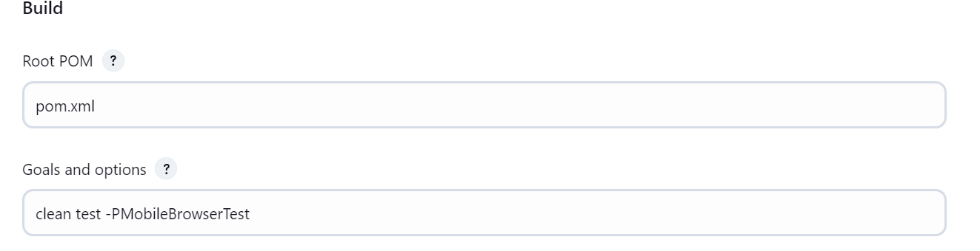 Build
Root POM ?
pom.xml
Goals and options ?
clean test -PMobileBrowserTest